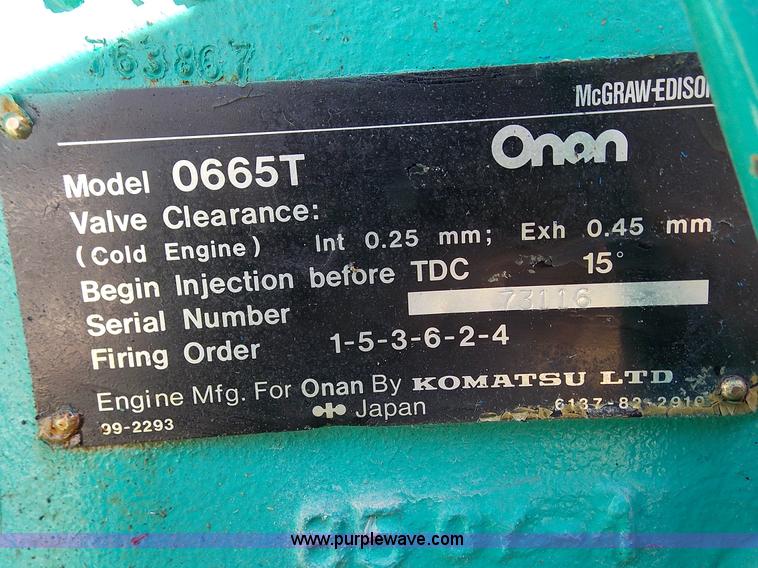 763867
McGRAW-EDISON
Onan
Model O665T
Valve Clearance:
(Cold Engine) Int 0.25 mm; Exh 0.45 mm
Begin Injection before TDC 15°
Serial Number 73116
Firing Order 1-5-3-6-2-4
Engine Mfg. For Onan By KOMATSU LTD
Japan
99-2293
6137-82-2910
www.purplewave.com